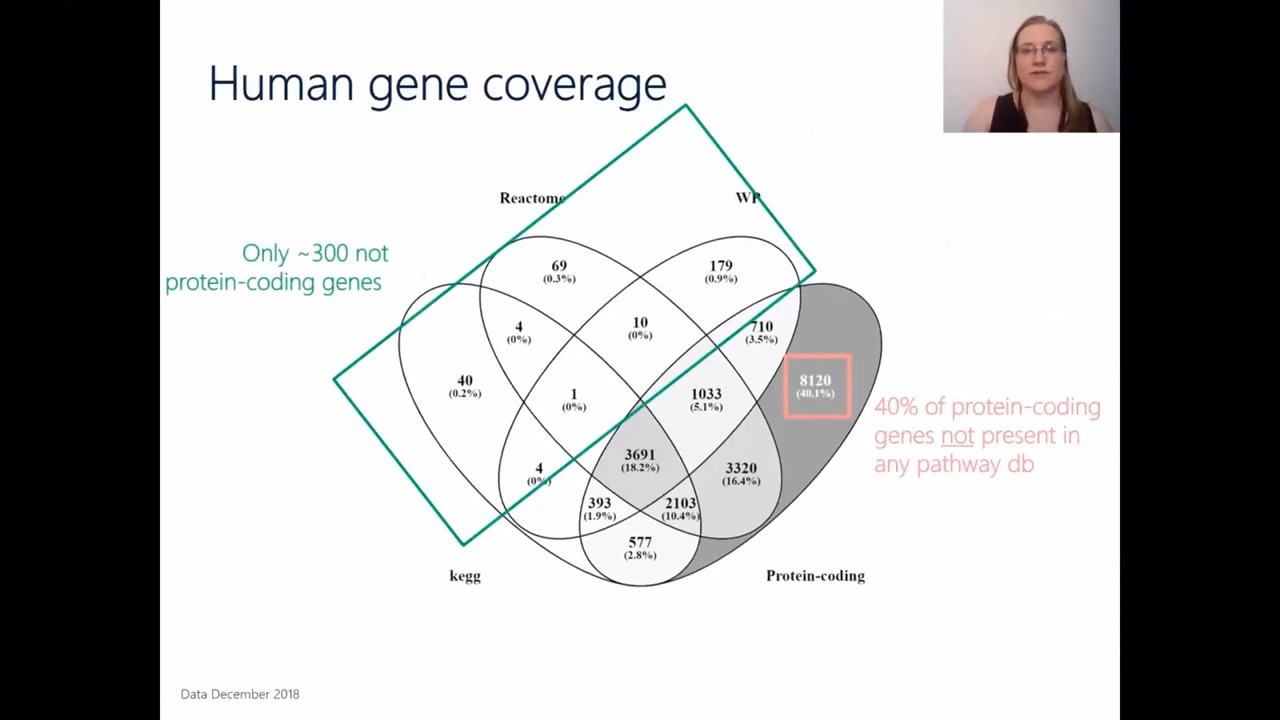 Human gene coverage
Reactome
WP
Only ~300 not
protein-coding genes
69
(0.3%)
179
(0.9%)
4
(0%)
10
(0%)
710
(3.5%)
40
(0.2%)
1
(0%)
1033
(5.1%)
8120
(40.1%)
40% of protein-coding
genes not present in
any pathway db
4
(0%)
3691
(18.2%)
3320
(16.4%)
393
(1.9%)
2103
(10.4%)
577
(2.8%)
kegg
Protein-coding
Data December 2018